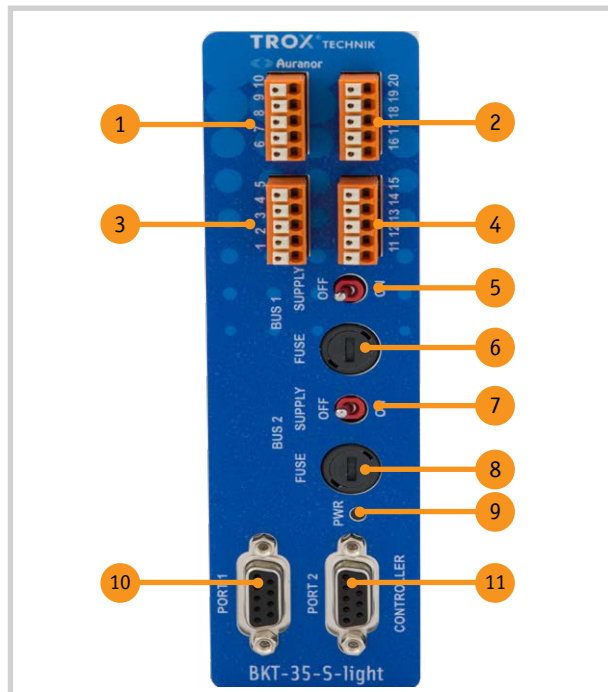 TROX® TECHNIK
Auranor
6 7 8 9 10
16 17 18 19 20
1
2
1 2 3 4 5
11 12 13 14 15
3
4
BUS 1
SUPPLY
OFF
ON
5
FUSE
6
BUS 2
SUPPLY
OFF
7
FUSE
8
PWR
9
PORT 1
10
PORT 2
11
CONTROLLER
BKT-35-S-light